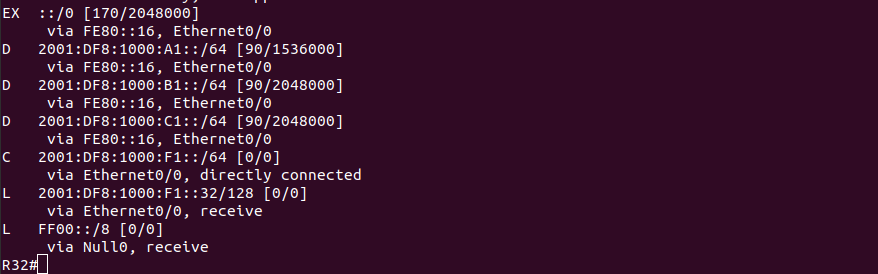 EX  ::/0 [170/2048000]
     via FE80::16, Ethernet0/0
D   2001:DF8:1000:A1::/64 [90/1536000]
     via FE80::16, Ethernet0/0
D   2001:DF8:1000:B1::/64 [90/2048000]
     via FE80::16, Ethernet0/0
D   2001:DF8:1000:C1::/64 [90/2048000]
     via FE80::16, Ethernet0/0
C   2001:DF8:1000:F1::/64 [0/0]
     via Ethernet0/0, directly connected
L   2001:DF8:1000:F1::32/128 [0/0]
     via Ethernet0/0, receive
L   FF00::/8 [0/0]
     via Null0, receive
R32#